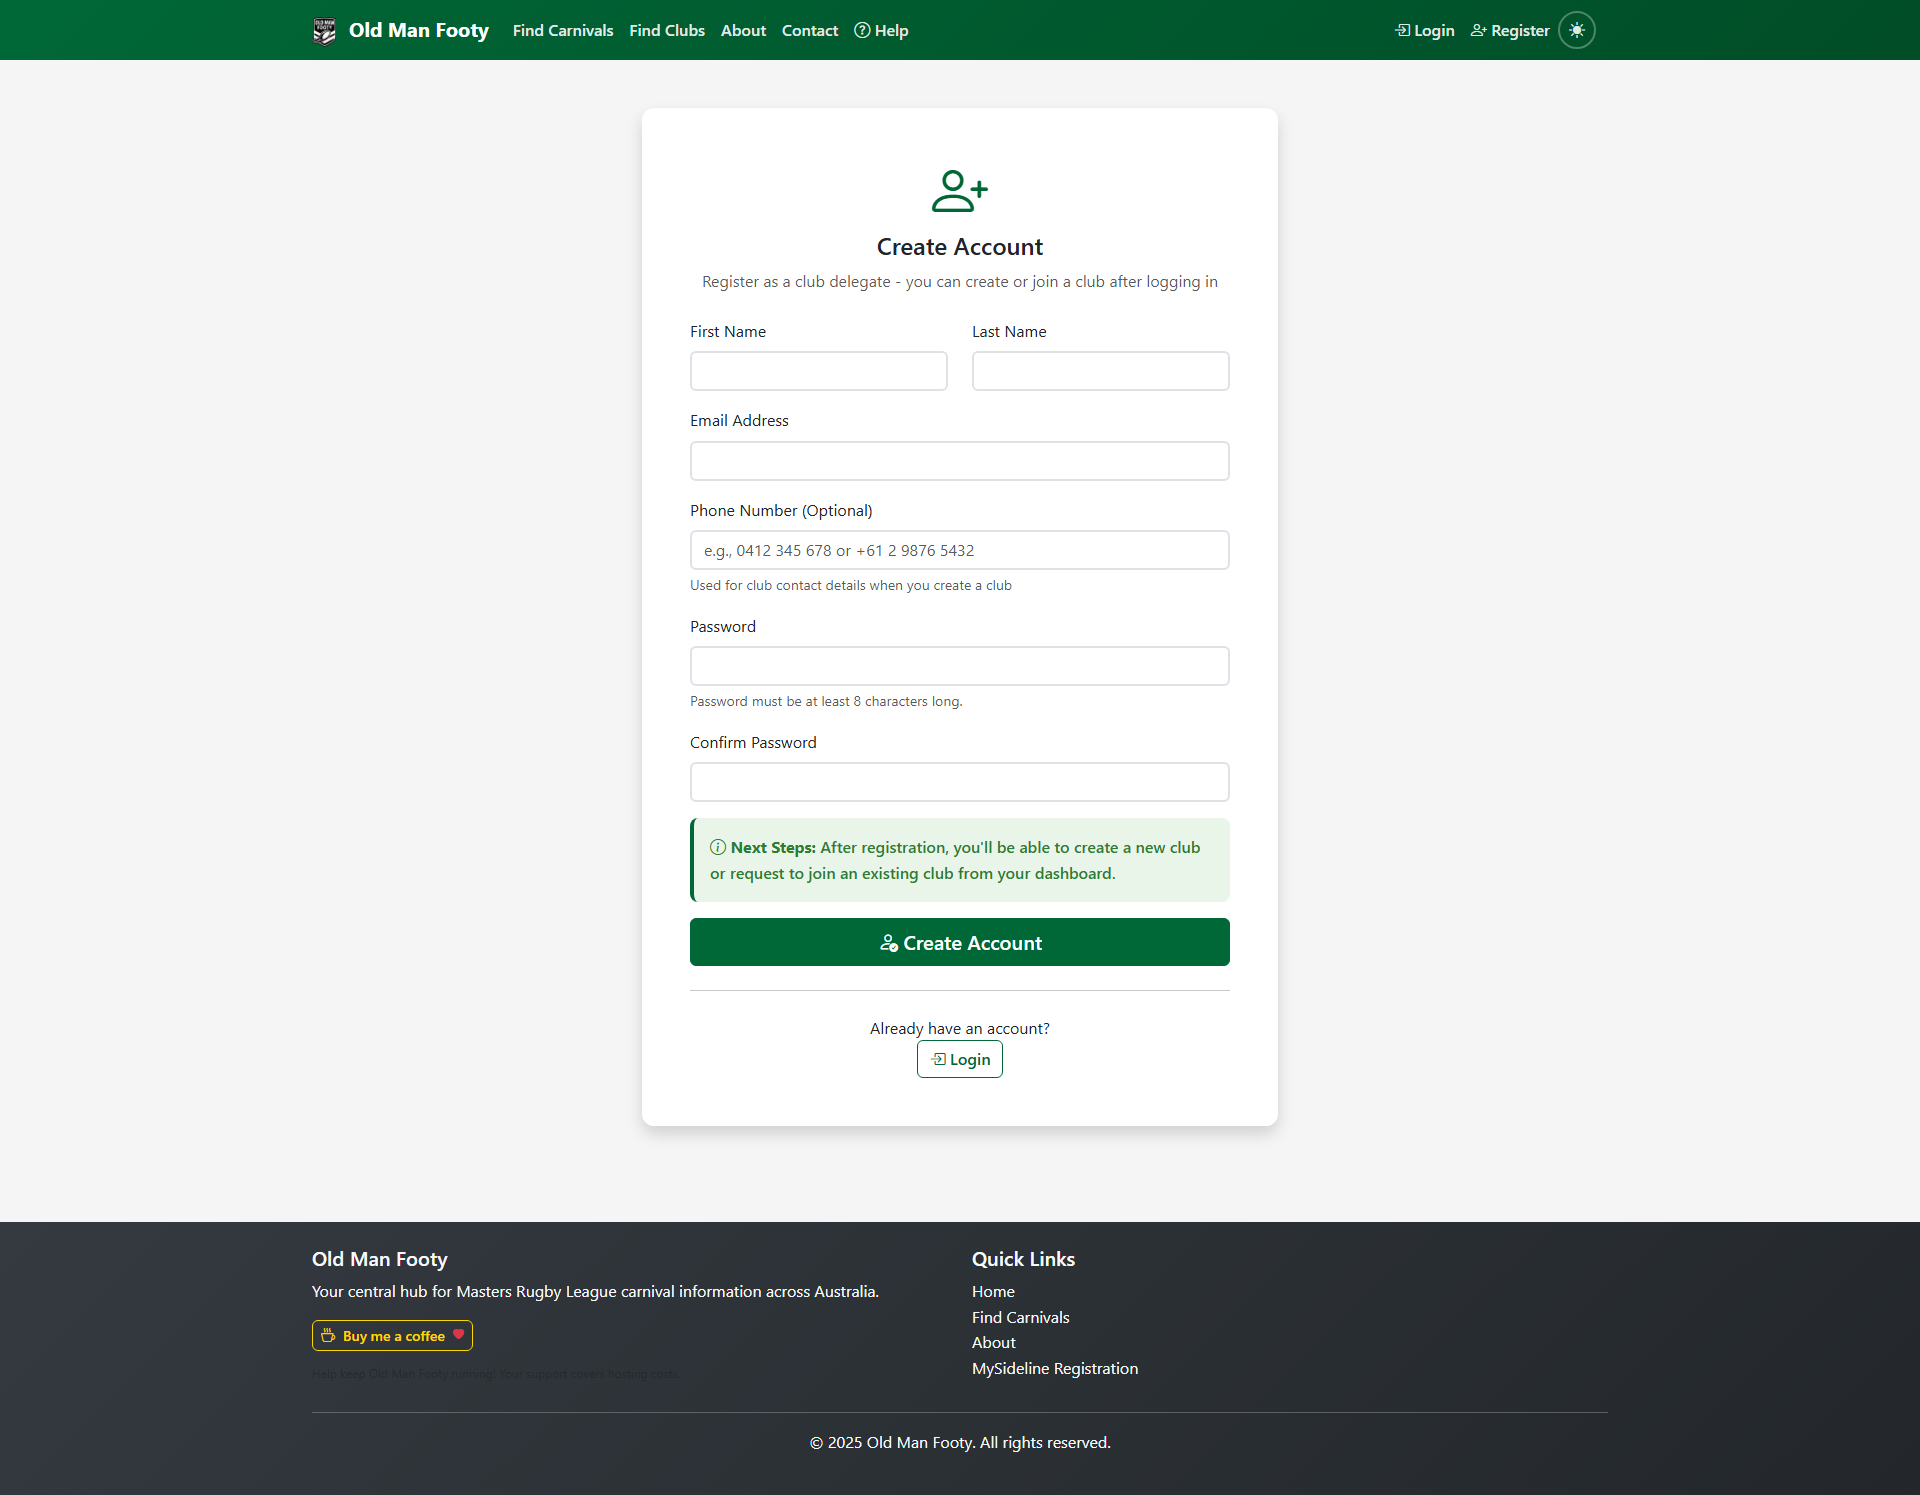 OLD MAN
FOOTY
Old Man Footy
Find Carnivals
Find Clubs
About
Contact
Help
Login
Register
Create Account
Register as a club delegate - you can create or join a club after logging in
First Name
Last Name
Email Address
Phone Number (Optional)
e.g., 0412 345 678 or +61 2 9876 5432
Used for club contact details when you create a club
Password
Password must be at least 8 characters long.
Confirm Password
Next Steps: After registration, you'll be able to create a new club
or request to join an existing club from your dashboard.
Create Account
Already have an account?
Login
Old Man Footy
Your central hub for Masters Rugby League carnival information across Australia.
Buy me a coffee
Help keep Old Man Footy running! Your support covers hosting costs.
Quick Links
Home
Find Carnivals
About
MySideline Registration
© 2025 Old Man Footy. All rights reserved.